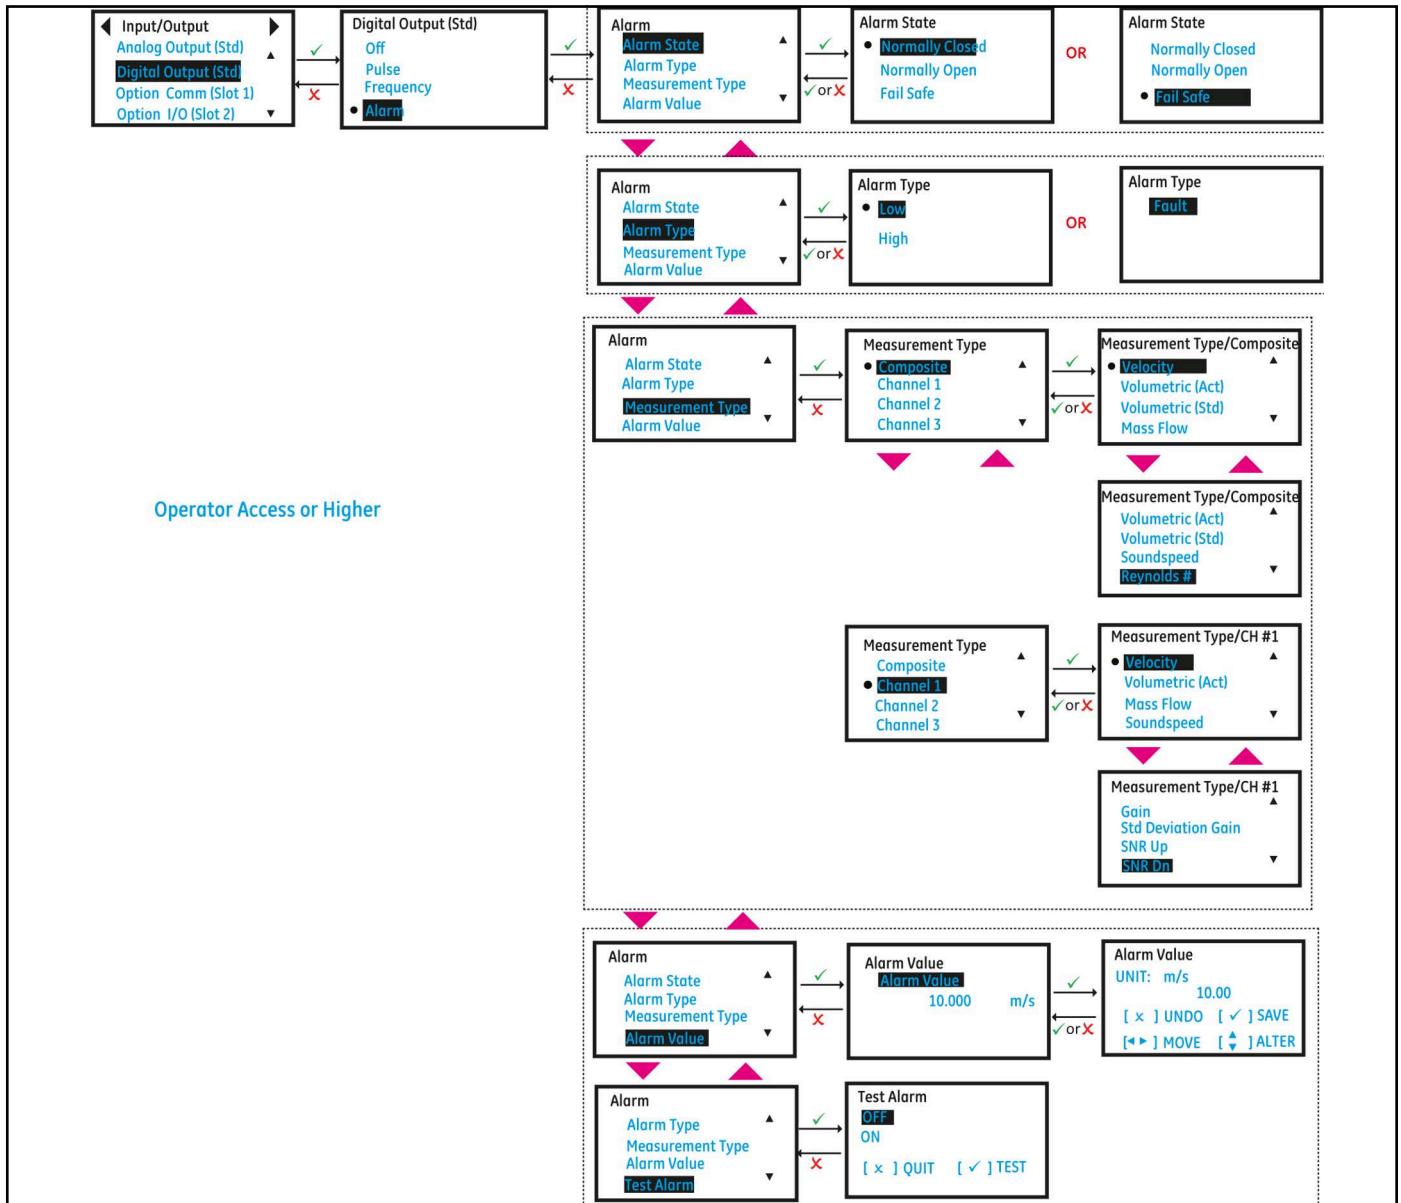 Input/Output
Analog Output (Std)
Digital Output (Std)
Option Comm (Slot 1)
Option I/O (Slot 2)
✓
✗
Digital Output (Std)
Off
Pulse
Frequency
Alarm
✓
✗
Alarm
Alarm State
Alarm Type
Measurement Type
Alarm Value
✓
✓or✗
Alarm State
Normally Closed
Normally Open
Fail Safe
OR
Alarm State
Normally Closed
Normally Open
Fail Safe
Alarm
Alarm State
Alarm Type
Measurement Type
Alarm Value
✓
✓or✗
Alarm Type
Low
High
OR
Alarm Type
Fault
Alarm
Alarm State
Alarm Type
Measurement Type
Alarm Value
✓
✗
Measurement Type
Composite
Channel 1
Channel 2
Channel 3
✓
✓or✗
Measurement Type/Composite
Velocity
Volumetric (Act)
Volumetric (Std)
Mass Flow
Measurement Type/Composite
Volumetric (Act)
Volumetric (Std)
Soundspeed
Reynolds #
Operator Access or Higher
Measurement Type
Composite
Channel 1
Channel 2
Channel 3
✓
✓or✗
Measurement Type/CH #1
Velocity
Volumetric (Act)
Mass Flow
Soundspeed
Measurement Type/CH #1
Gain
Std Deviation Gain
SNR Up
SNR Dn
Alarm
Alarm State
Alarm Type
Measurement Type
Alarm Value
✓
✗
Alarm Value
Alarm Value
10.000 m/s
✓
✓or✗
Alarm Value
UNIT: m/s
10.00
[ x ] UNDO [ ✓ ] SAVE
[◄ ►] MOVE [ ▲▼ ] ALTER
Alarm
Alarm Type
Measurement Type
Alarm Value
Test Alarm
✓
✗
Test Alarm
OFF
ON
[ x ] QUIT [ ✓ ] TEST